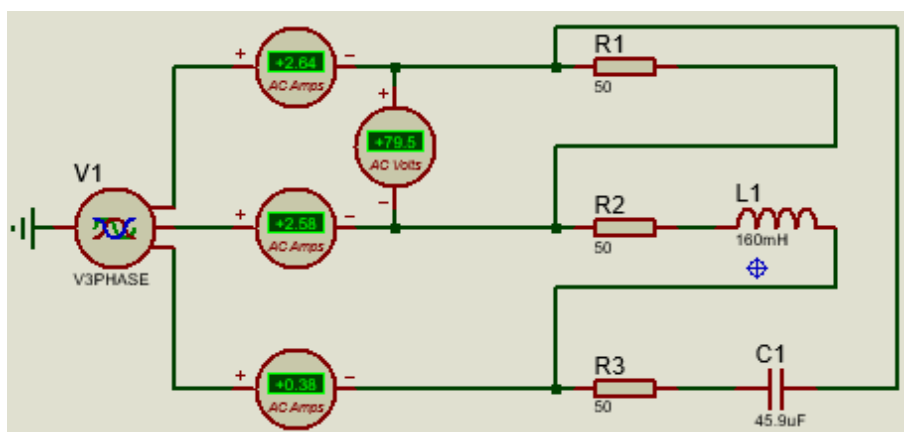 + +2.64 −
AC Amps
R1
50
+
+79.5
AC Volts
−
V1
V3PHASE
+ +2.58 −
AC Amps
R2
50
L1
160mH
+ +0.38 −
AC Amps
R3
50
C1
45.9uF